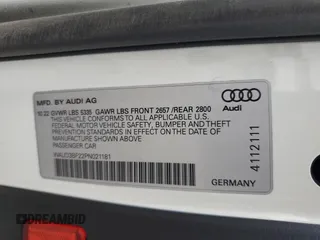 MFD. BY AUDI AG
10/22 GVWR LBS 5335 GAWR LBS FRONT 2657 /REAR 2800
THIS VEHICLE CONFORMS TO ALL APPLICABLE U.S.
FEDERAL MOTOR VEHICLE SAFETY, BUMPER AND THEFT
PREVENTION STANDARDS IN EFFECT ON THE DATE OF
MANUFACTURE SHOWN ABOVE.
PASSENGER CAR
Audi
4112111
GERMANY
DREAMBID